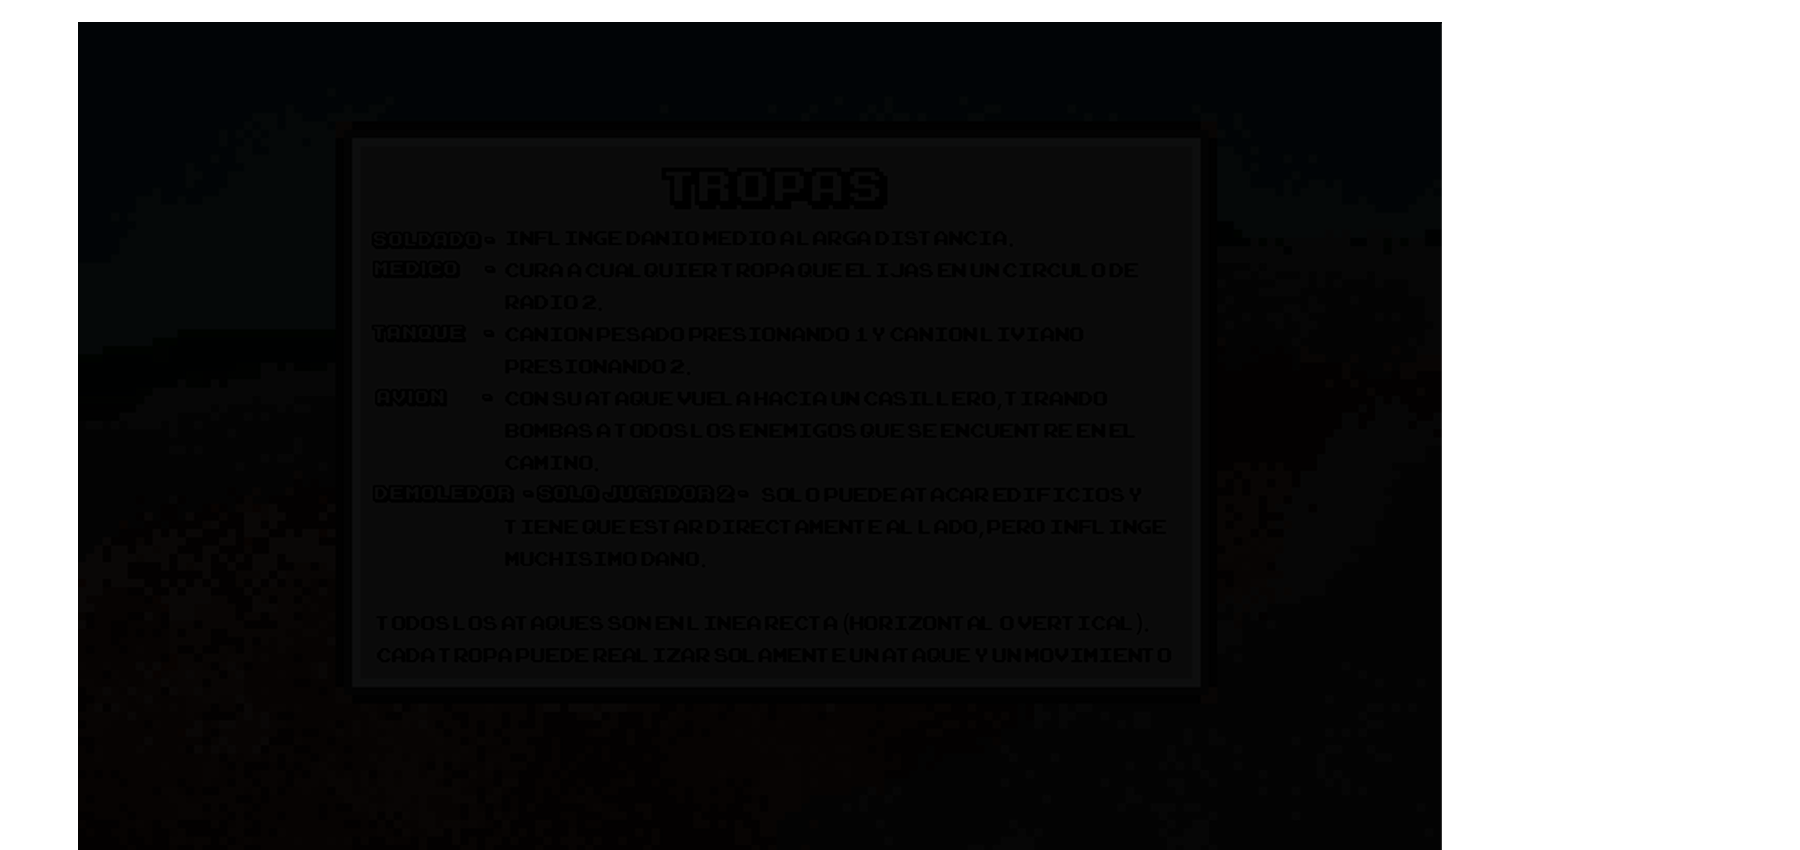 TROPAS
SOLDADO - INFLINGE DANIO MEDIO A LARGA DISTANCIA.
MEDICO - CURA A CUALQUIER TROPA QUE ELIJAS EN UN CIRCULO DE
RADIO 2.
TANQUE - CANION PESADO PRESIONANDO 1 Y CANION LIVIANO
PRESIONANDO 2.
AVION - CON SU ATAQUE VUELA HACIA UN CASILLERO, TIRANDO
BOMBAS A TODOS LOS ENEMIGOS QUE SE ENCUENTRE EN EL
CAMINO.
DEMOLEDOR -SOLO JUGADOR 2- SOLO PUEDE ATACAR EDIFICIOS Y
TIENE QUE ESTAR DIRECTAMENTE AL LADO, PERO INFLINGE
MUCHISIMO DANO.
TODOS LOS ATAQUES SON EN LINEA RECTA (HORIZONTAL O VERTICAL).
CADA TROPA PUEDE REALIZAR SOLAMENTE UN ATAQUE Y UN MOVIMIENTO